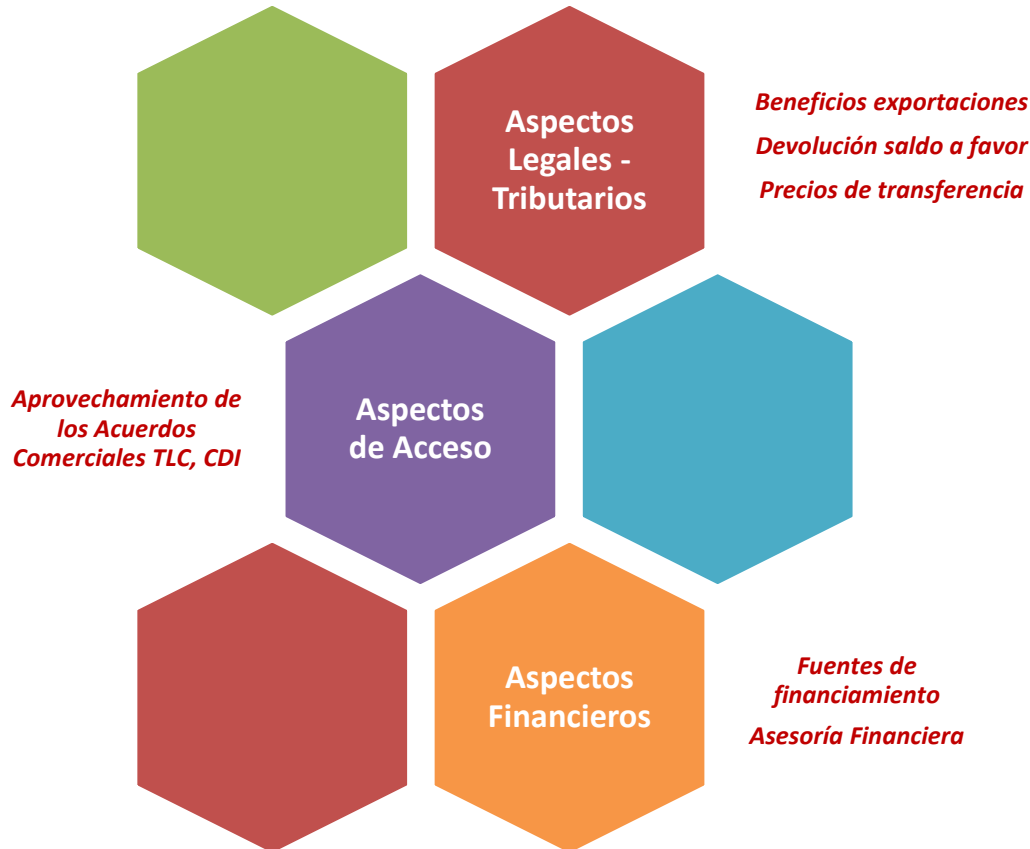 Aspectos
Legales -
Tributarios
Beneficios exportaciones
Devolución saldo a favor
Precios de transferencia
Aprovechamiento de
los Acuerdos
Comerciales TLC, CDI
Aspectos
de Acceso
Aspectos
Financieros
Fuentes de
financiamiento
Asesoría Financiera